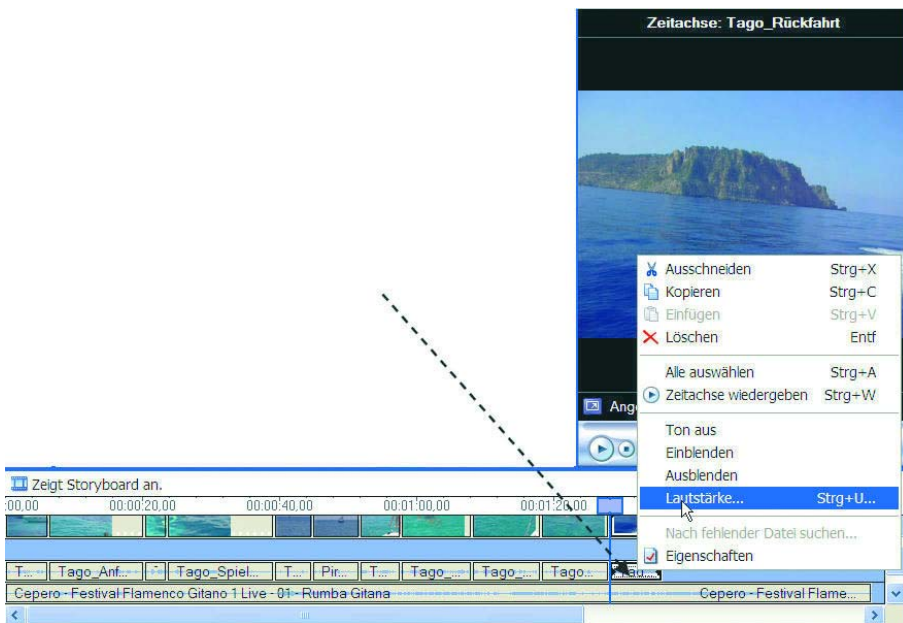 Zeitachse: Tago_Rückfahrt
Ausschneiden Strg+X
Kopieren Strg+C
Einfügen Strg+V
Löschen Entf
Alle auswählen Strg+A
Zeitachse wiedergeben Strg+W
Ange
Ton aus
Einblenden
Ausblenden
Lautstärke... Strg+U...
Nach fehlender Datei suchen...
Eigenschaften
Zeigt Storyboard an.
:00,00 00:00:20,00 00:00:40,00 00:01:00,00 00:01:20,00
T... Tago_Anf... Tago_Spiel... T... Pir... T... Tago_... Tago_... Tago...
Cepero - Festival Flamenco Gitano 1 Live - 01 - Rumba Gitana Cepero - Festival Flame...